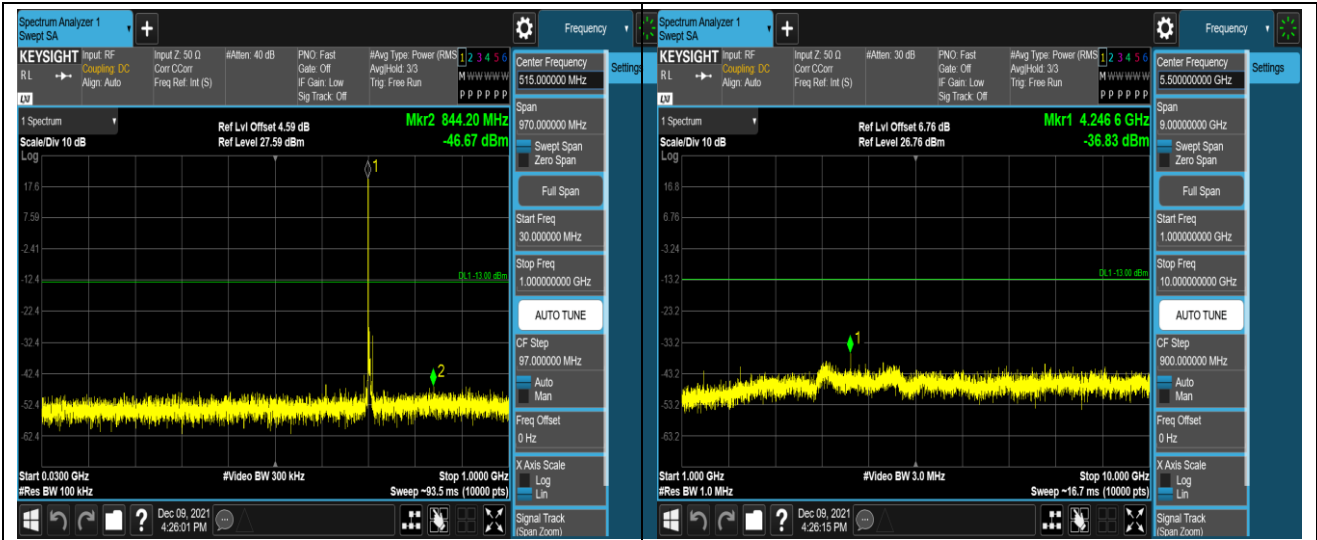 Spectrum Analyzer 1
Swept SA
+
Frequency
KEYSIGHT
Input: RF
Input Z: 50 Ω
#Atten: 40 dB
PNO: Fast
#Avg Type: Power (RMS
1 2 3 4 5 6
RL
Coupling: DC
Corr CCorr
Gate: Off
Avg|Hold: 3/3
M W W W W W
Align: Auto
Freq Ref: Int (S)
IF Gain: Low
Trig: Free Run
Sig Track: Off
P P P P P P
LXI
Center Frequency
515.000000 MHz
Settings
1 Spectrum
Ref Lvl Offset 4.59 dB
Mkr2 844.20 MHz
Scale/Div 10 dB
Ref Level 27.59 dBm
-46.67 dBm
Log
1
17.6
7.59
-2.41
DL1 -13.00 dBm
-12.4
-22.4
-32.4
-42.4
2
-52.4
-62.4
Start 0.0300 GHz
#Video BW 300 kHz
Stop 1.0000 GHz
#Res BW 100 kHz
Sweep ~93.5 ms (10000 pts)
Span
970.000000 MHz
Swept Span
Zero Span
Full Span
Start Freq
30.000000 MHz
Stop Freq
1.000000000 GHz
AUTO TUNE
CF Step
97.000000 MHz
Auto
Man
Freq Offset
0 Hz
X Axis Scale
Log
Lin
Signal Track
(Span Zoom)
?
Dec 09, 2021
4:26:01 PM
Spectrum Analyzer 1
Swept SA
+
Frequency
KEYSIGHT
Input: RF
Input Z: 50 Ω
#Atten: 30 dB
PNO: Fast
#Avg Type: Power (RMS
1 2 3 4 5 6
RL
Coupling: DC
Corr CCorr
Gate: Off
Avg|Hold: 3/3
M W W W W W
Align: Auto
Freq Ref: Int (S)
IF Gain: Low
Trig: Free Run
Sig Track: Off
P P P P P P
LXI
Center Frequency
5.500000000 GHz
Settings
1 Spectrum
Ref Lvl Offset 6.76 dB
Mkr1 4.246 6 GHz
Scale/Div 10 dB
Ref Level 26.76 dBm
-36.83 dBm
Log
16.8
6.76
-3.24
DL1 -13.00 dBm
-13.2
-23.2
-33.2
1
-43.2
-53.2
-63.2
Start 1.000 GHz
#Video BW 3.0 MHz
Stop 10.000 GHz
#Res BW 1.0 MHz
Sweep ~16.7 ms (10000 pts)
Span
9.00000000 GHz
Swept Span
Zero Span
Full Span
Start Freq
1.000000000 GHz
Stop Freq
10.000000000 GHz
AUTO TUNE
CF Step
900.000000 MHz
Auto
Man
Freq Offset
0 Hz
X Axis Scale
Log
Lin
Signal Track
(Span Zoom)
?
Dec 09, 2021
4:26:15 PM